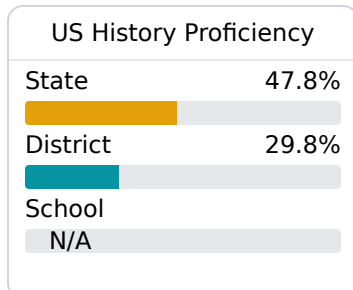 US History Proficiency
State 47.8%
District 29.8%
School
N/A